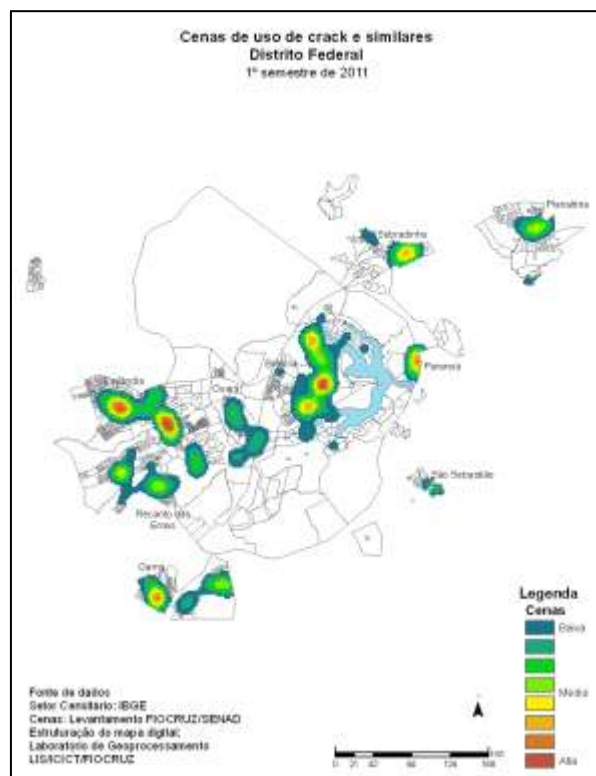 Cenas de uso de crack e similares
Distrito Federal
1º semestre de 2011
Planaltina
Sobradinho
Paranoá
São Sebastião
Recanto das
Emas
Gama
Legenda
Cenas
Baixa
Média
Alta
Fonte de dados
Setor Censitário: IBGE
Cenas: Levantamento FIOCRUZ/SENAD
Estruturação do mapa digital:
Laboratório de Geoprocessamento
LIS/ICICT/FIOCRUZ